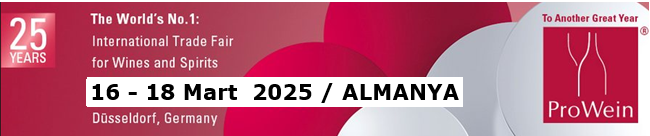 25
YEARS
The World's No.1:
International Trade Fair
for Wines and Spirits
16 - 18 Mart 2025 / ALMANYA
Düsseldorf, Germany
To Another Great Year
®
ProWein